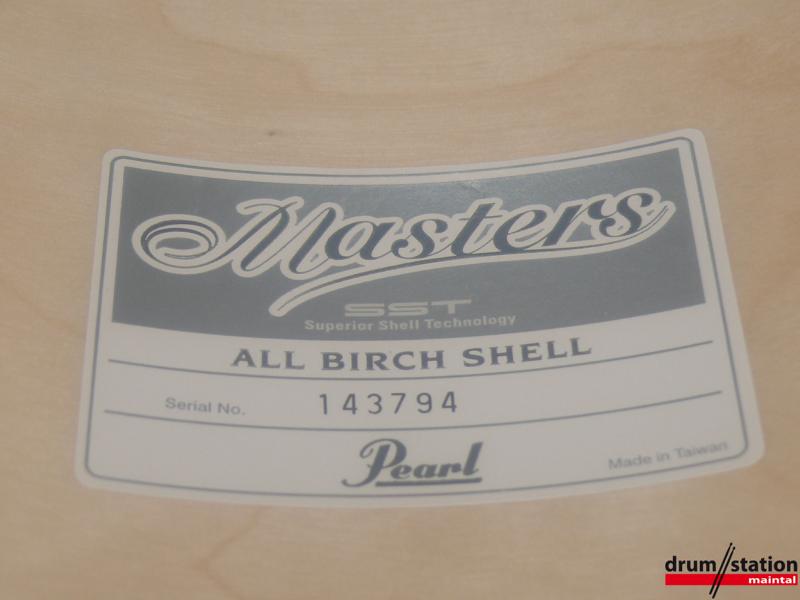 Masters
SST
Superior Shell Technology
ALL BIRCH SHELL
Serial No. 143794
Pearl
Made in Taiwan
drum//station
maintal